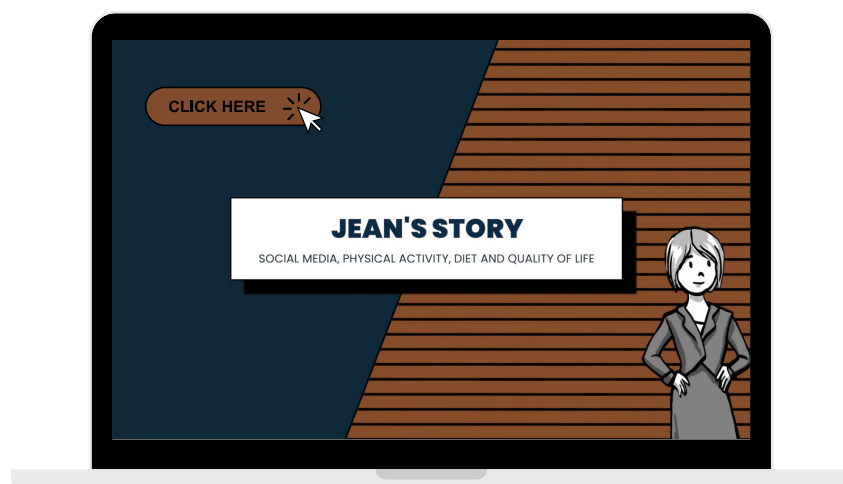 CLICK HERE
JEAN'S STORY
SOCIAL MEDIA, PHYSICAL ACTIVITY, DIET AND QUALITY OF LIFE